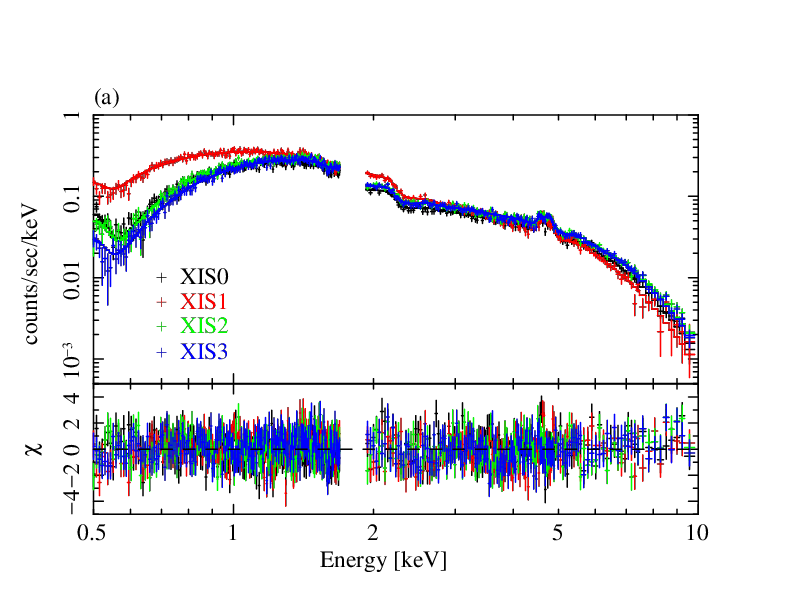 (a)
1
0.1
0.01
10⁻³
counts/sec/keV
+ XIS0
+ XIS1
+ XIS2
+ XIS3
4
2
0
−2
−4
χ
0.5 1 2 5 10
Energy [keV]